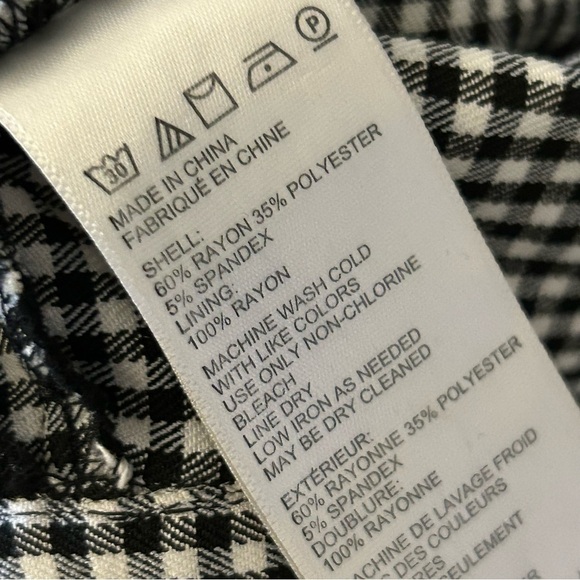 30 P
MADE IN CHINA
FABRIQUÉ EN CHINE
SHELL:
60% RAYON 35% POLYESTER
5% SPANDEX
LINING:
100% RAYON
MACHINE WASH COLD
WITH LIKE COLORS
USE ONLY NON-CHLORINE
BLEACH
LINE DRY
LOW IRON AS NEEDED
MAY BE DRY CLEANED
EXTÉRIEUR:
60% RAYONNE 35% POLYESTER
5% SPANDEX
DOUBLURE:
100% RAYONNE
MACHINE DE LAVAGE FROID
DES COULEURS
SEULEMENT